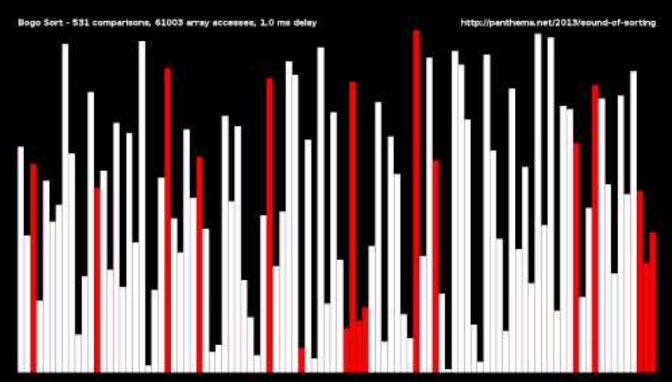 Bogo Sort - 531 comparisons, 61003 array accesses, 1.0 ms delay
http://panthema.net/2013/sound-of-sorting